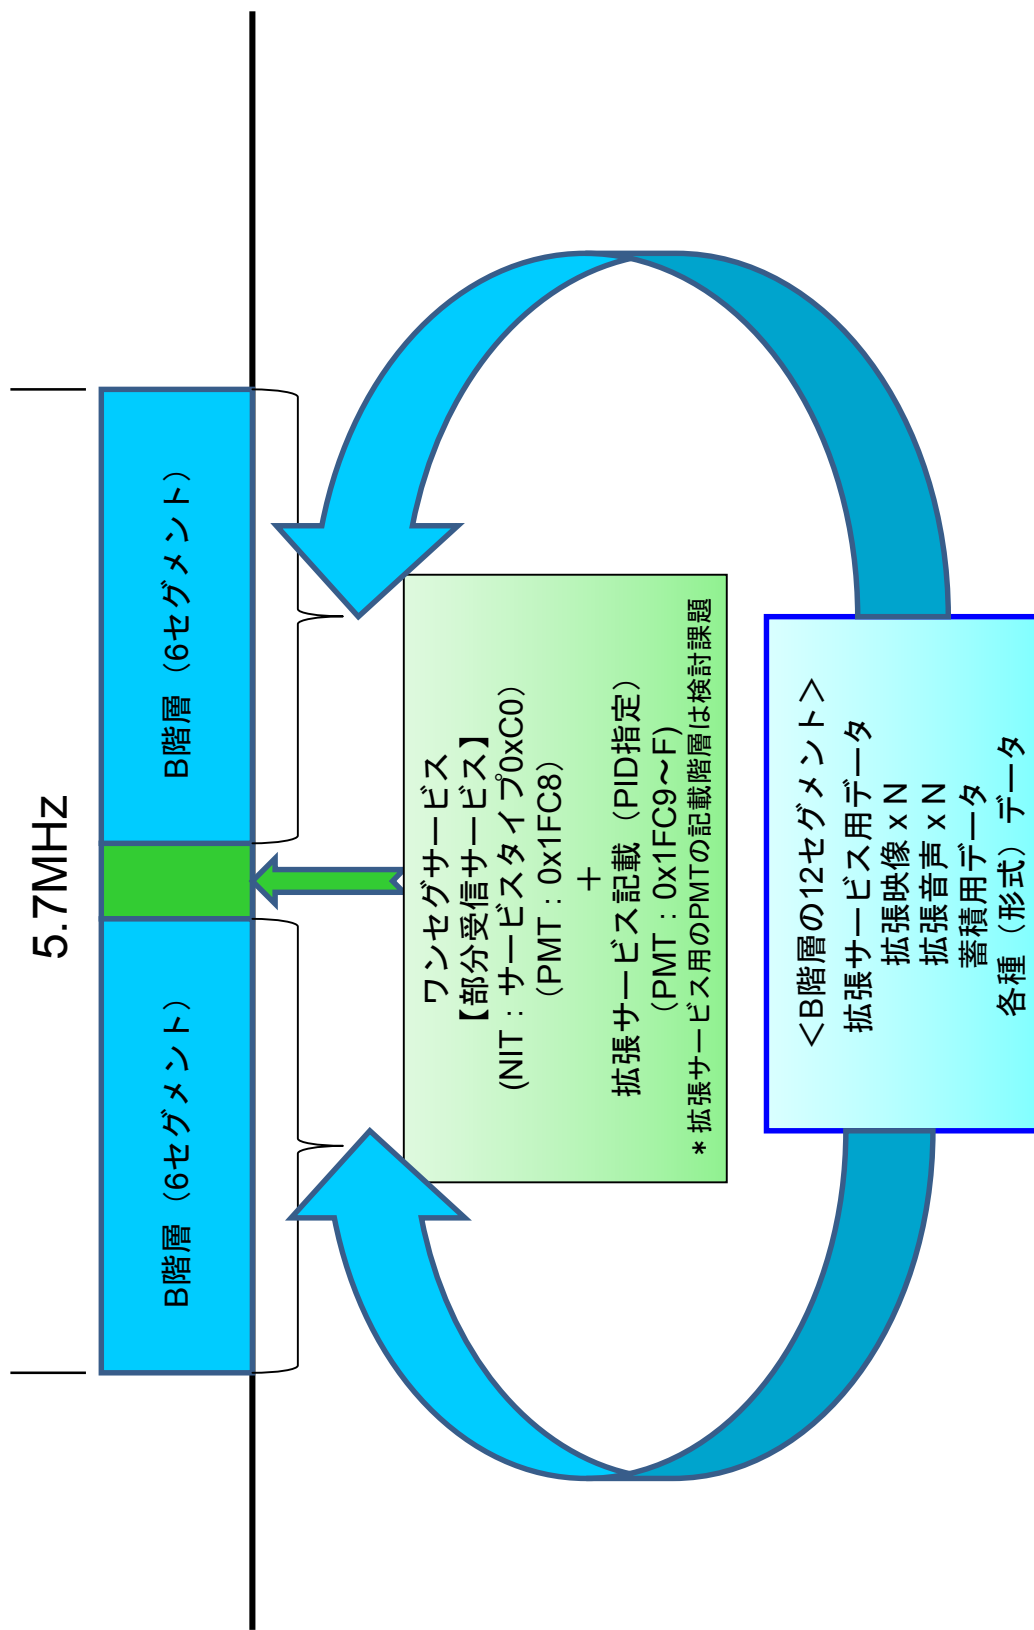 5.7MHz
B階層（6セグメント）
B階層（6セグメント）
ワンセグサービス
【部分受信サービス】
(NIT：サービスタイプ0xC0)
（PMT：0x1FC8）
＋
拡張サービス記載（PID指定）
（PMT：0x1FC9～F)
＊拡張サービス用のPMTの記載階層は検討課題
＜B階層の12セグメント＞
拡張サービス用データ
拡張映像 x N
拡張音声 x N
蓄積用データ
各種（形式）データ